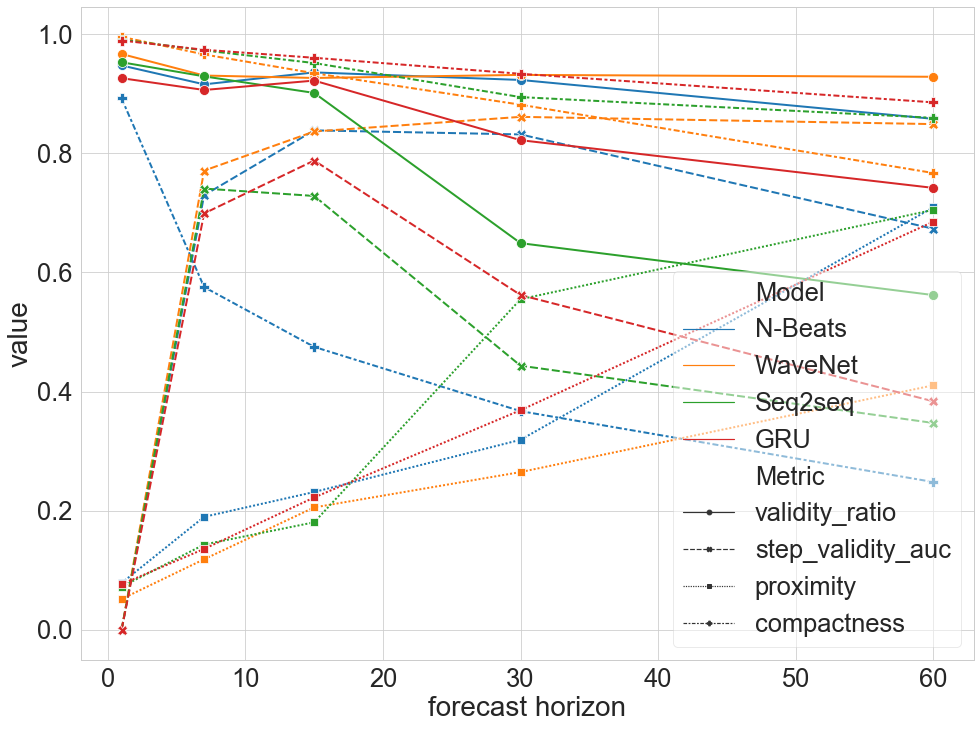 1.0
0.8
0.6
0.4
0.2
0.0
value
0
10
20
30
40
50
60
forecast horizon
Model
N-Beats
WaveNet
Seq2seq
GRU
Metric
validity_ratio
step_validity_auc
proximity
compactness